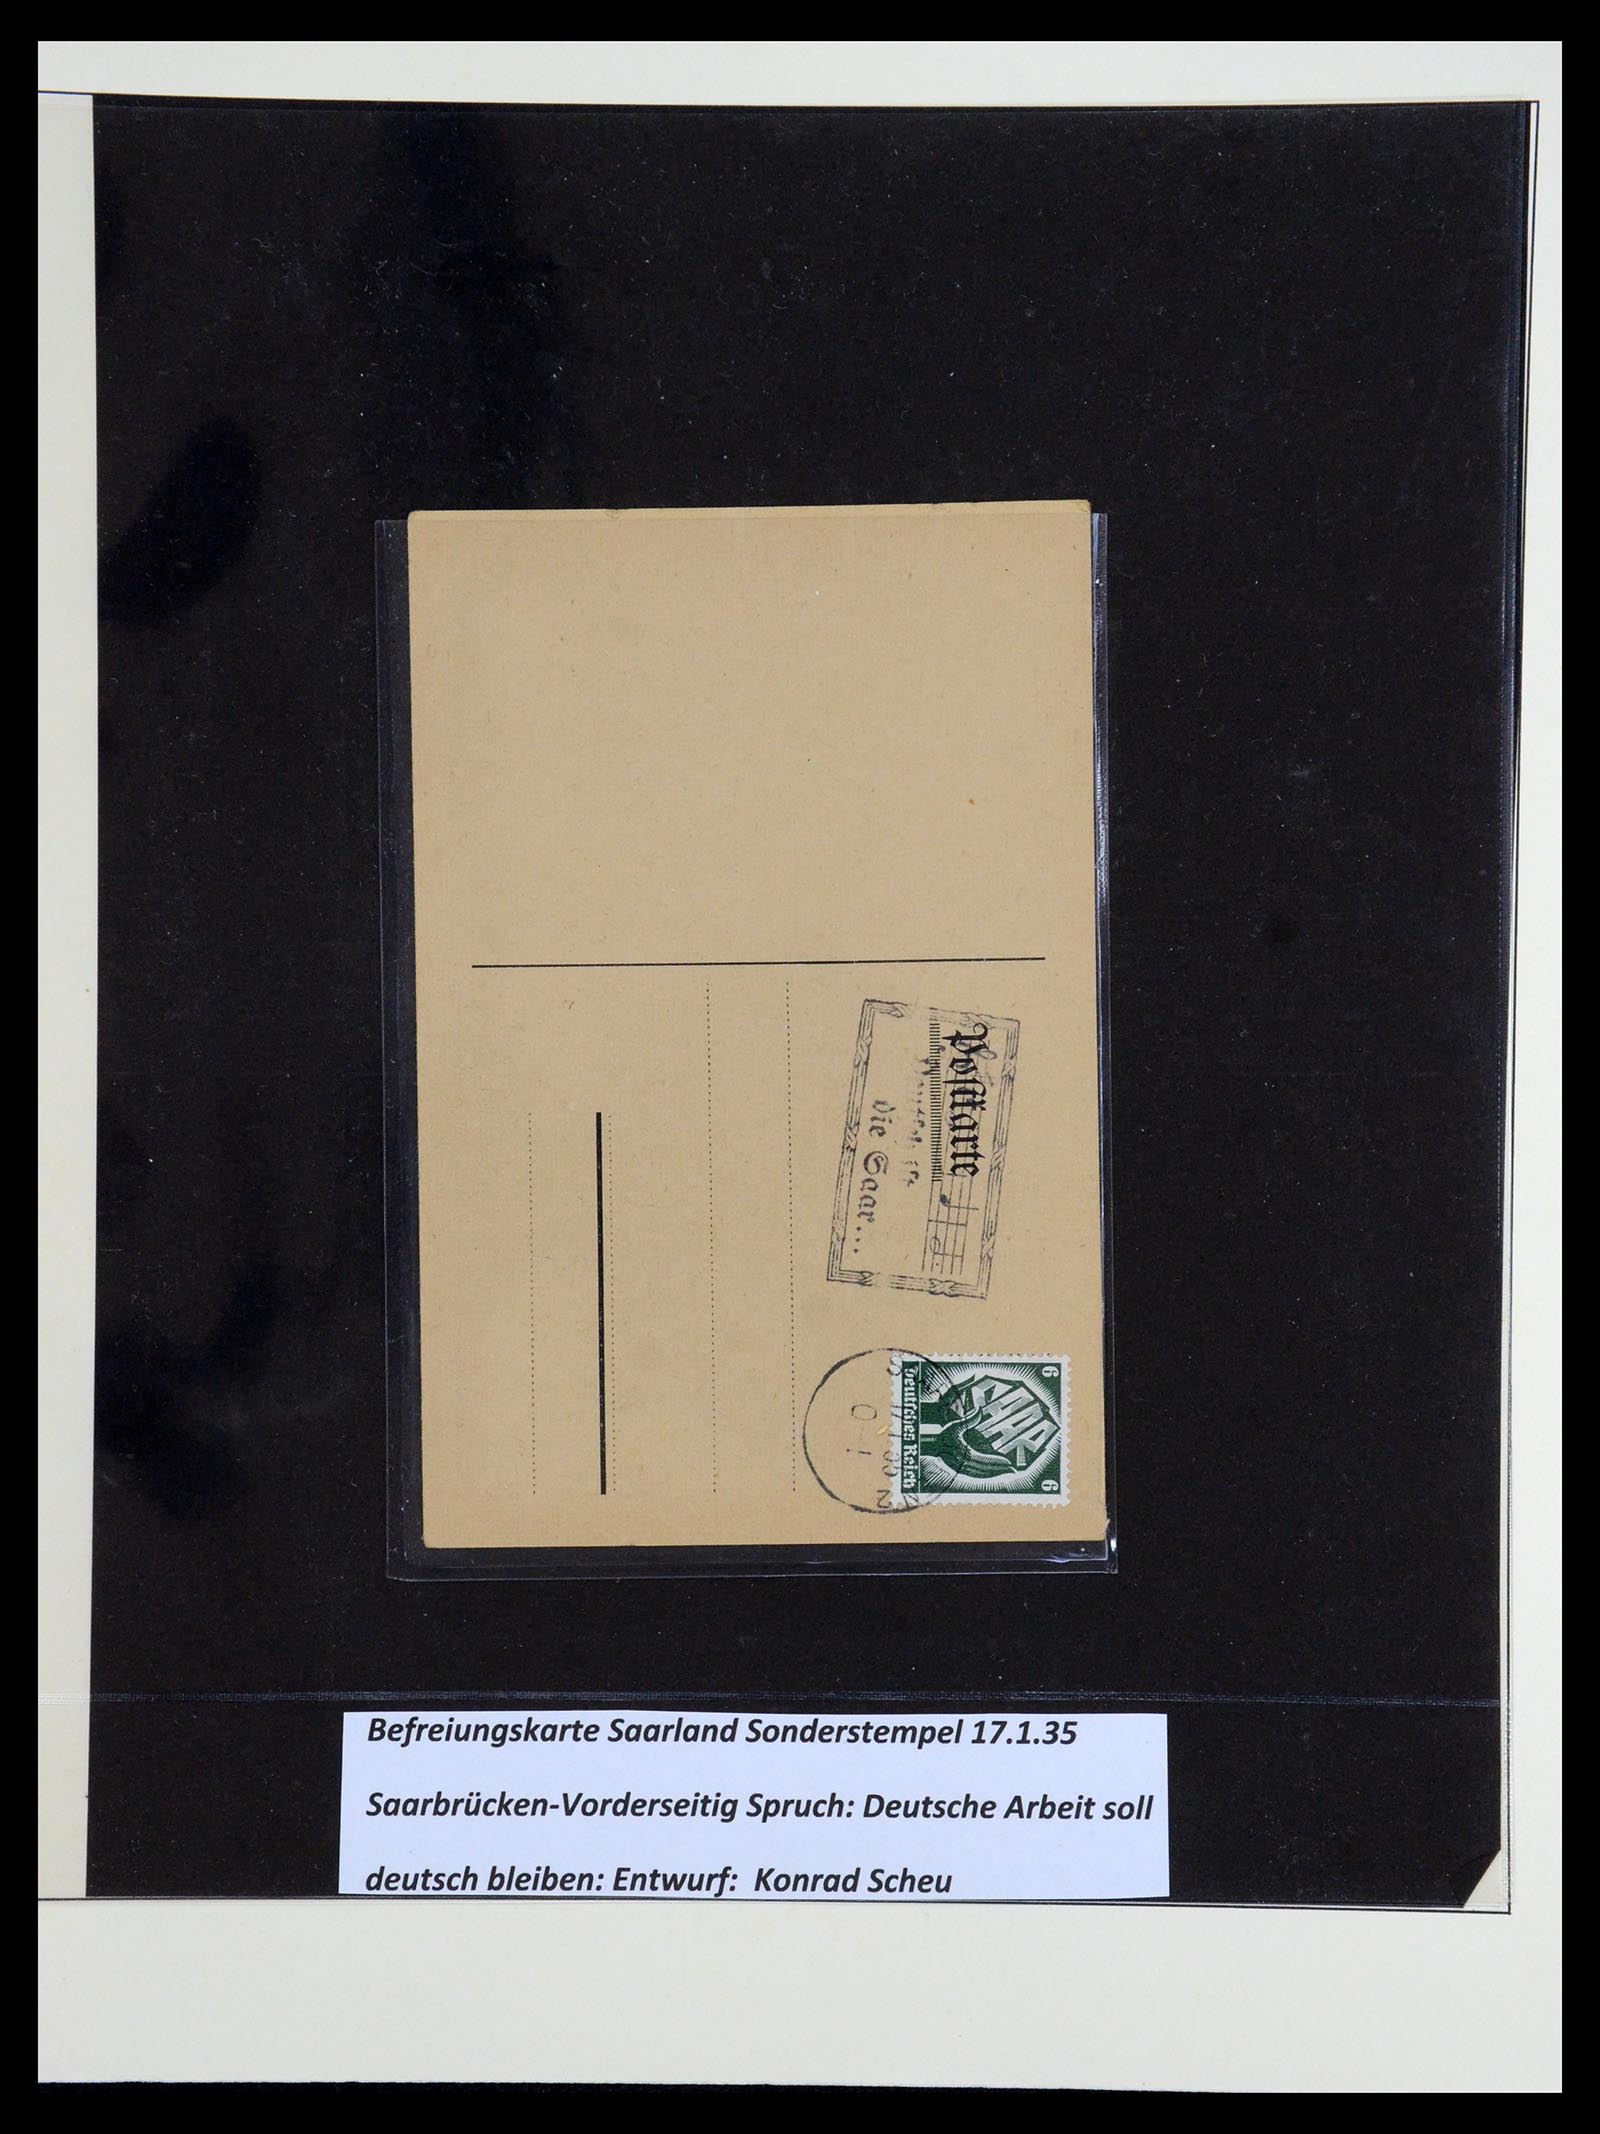 Postkarte
die Saar...
6 6
SAAR
Deutsches Reich
Befreiungskarte Saarland Sonderstempel 17.1.35
Saarbrücken-Vorderseitig Spruch: Deutsche Arbeit soll
deutsch bleiben: Entwurf: Konrad Scheu